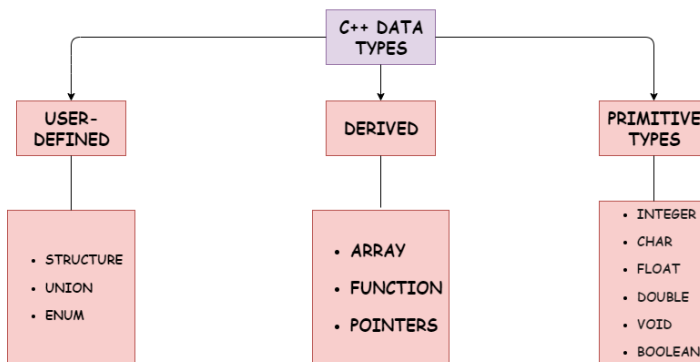 C++ DATA
TYPES
USER-
DEFINED
DERIVED
PRIMITIVE
TYPES
• STRUCTURE
• UNION
• ENUM
• ARRAY
• FUNCTION
• POINTERS
• INTEGER
• CHAR
• FLOAT
• DOUBLE
• VOID
• BOOLEAN